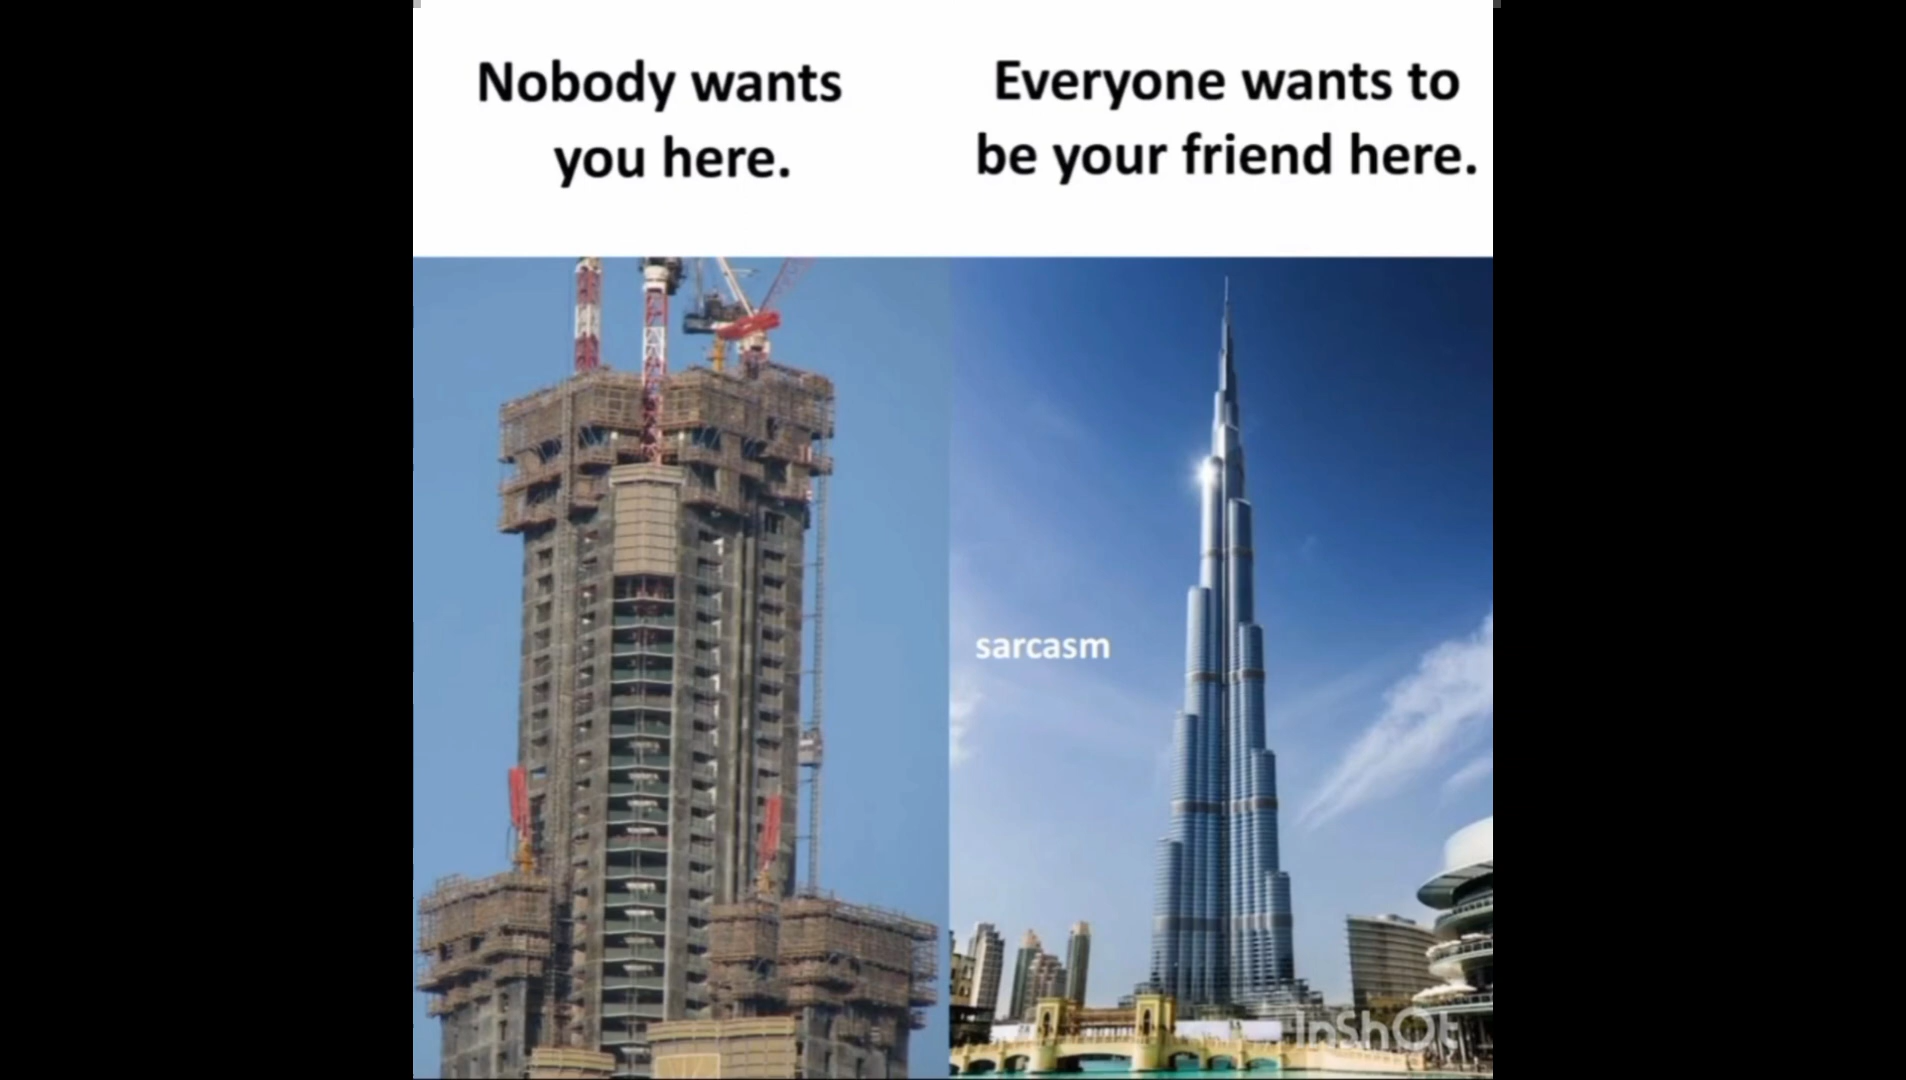 Nobody wants
you here.
Everyone wants to
be your friend here.
sarcasm
InShOt